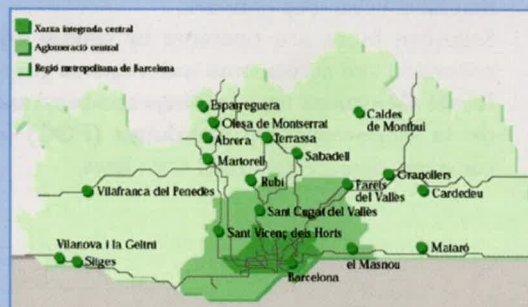 Xarxa integrada central
Aglomeració central
Regió metropolitana de Barcelona
Esparreguera
Olesa de Montserrat
Abrera
Terrassa
Caldes
de Montbui
Martorell
Sabadell
Rubí
Granollers
Vilafranca del Penedès
Parets
del Vallès
Cardedeu
Sant Cugat del Vallès
Sant Vicenç dels Horts
Vilanova i la Geltrú
Sitges
el Masnou
Mataró
Barcelona